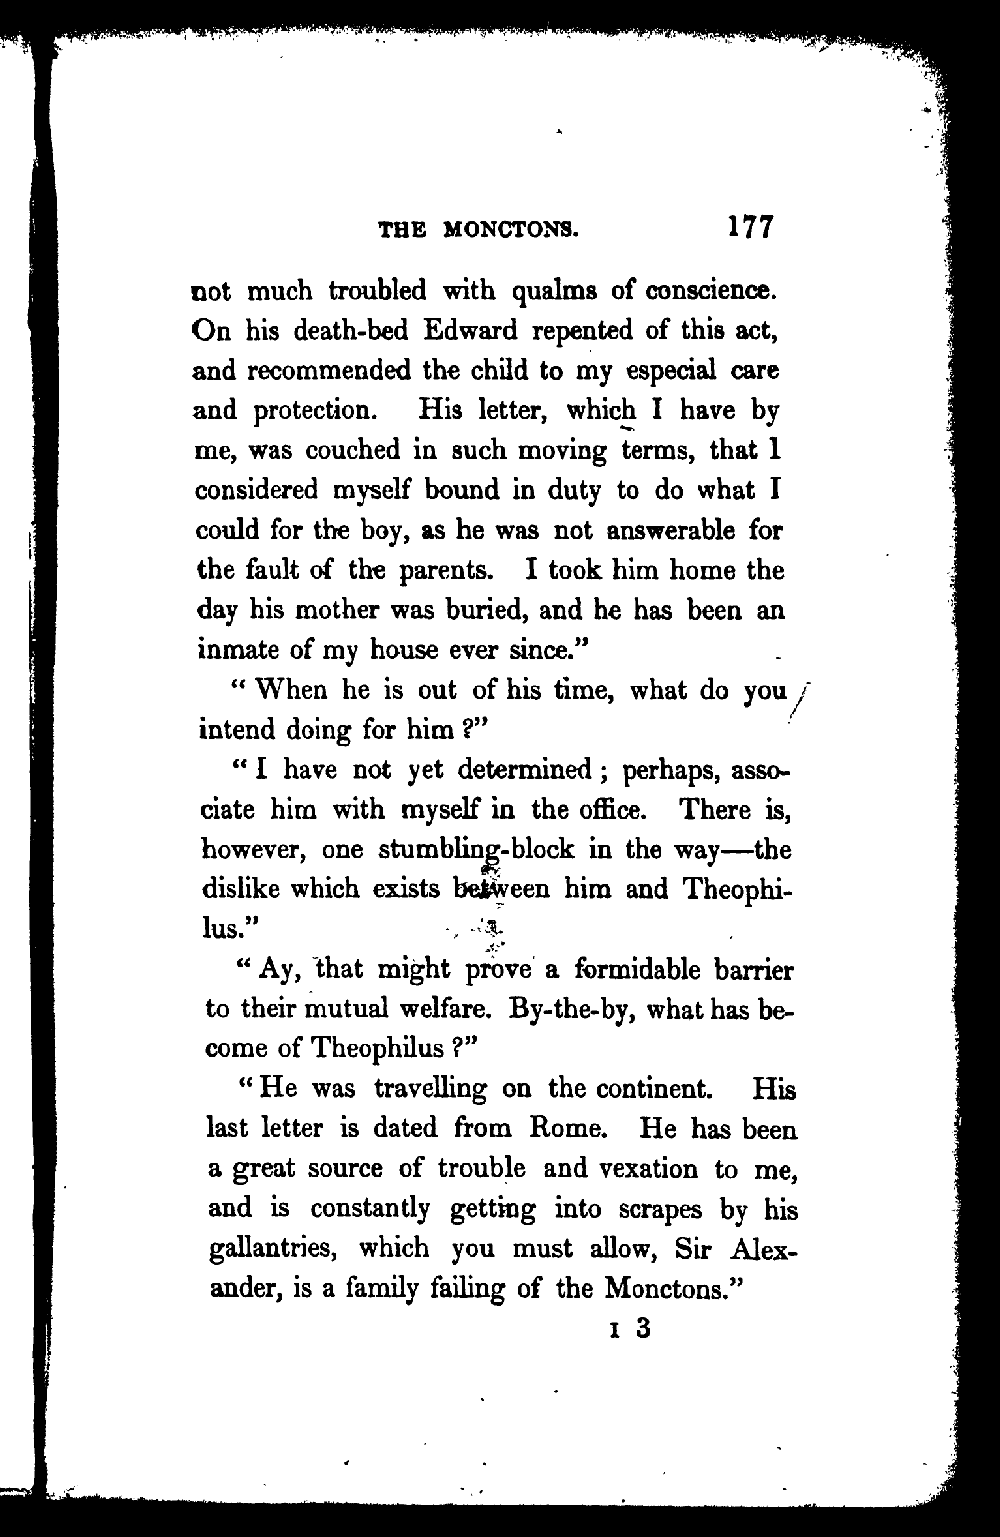 THE MONCTONS. 177
not much troubled with qualms of conscience.
On his death-bed Edward repented of this act,
and recommended the child to my especial care
and protection. His letter, which I have by
me, was couched in such moving terms, that I
considered myself bound in duty to do what I
could for the boy, as he was not answerable for
the fault of the parents. I took him home the
day his mother was buried, and he has been an
inmate of my house ever since.”
“ When he is out of his time, what do you
intend doing for him ?”
“ I have not yet determined ; perhaps, asso-
ciate him with myself in the office. There is,
however, one stumbling-block in the way—the
dislike which exists between him and Theophi-
lus.”
“ Ay, that might prove a formidable barrier
to their mutual welfare. By-the-by, what has be-
come of Theophilus ?”
“ He was travelling on the continent. His
last letter is dated from Rome. He has been
a great source of trouble and vexation to me,
and is constantly getting into scrapes by his
gallantries, which you must allow, Sir Alex-
ander, is a family failing of the Monctons.”
I 3